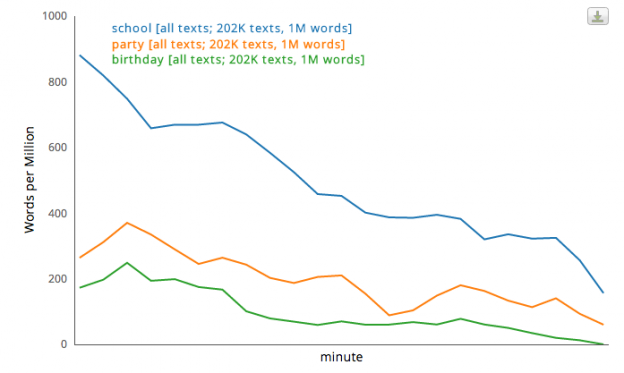 1000
school [all texts; 202K texts, 1M words]
party [all texts; 202K texts, 1M words]
birthday [all texts; 202K texts, 1M words]
800
600
400
200
0
Words per Million
minute